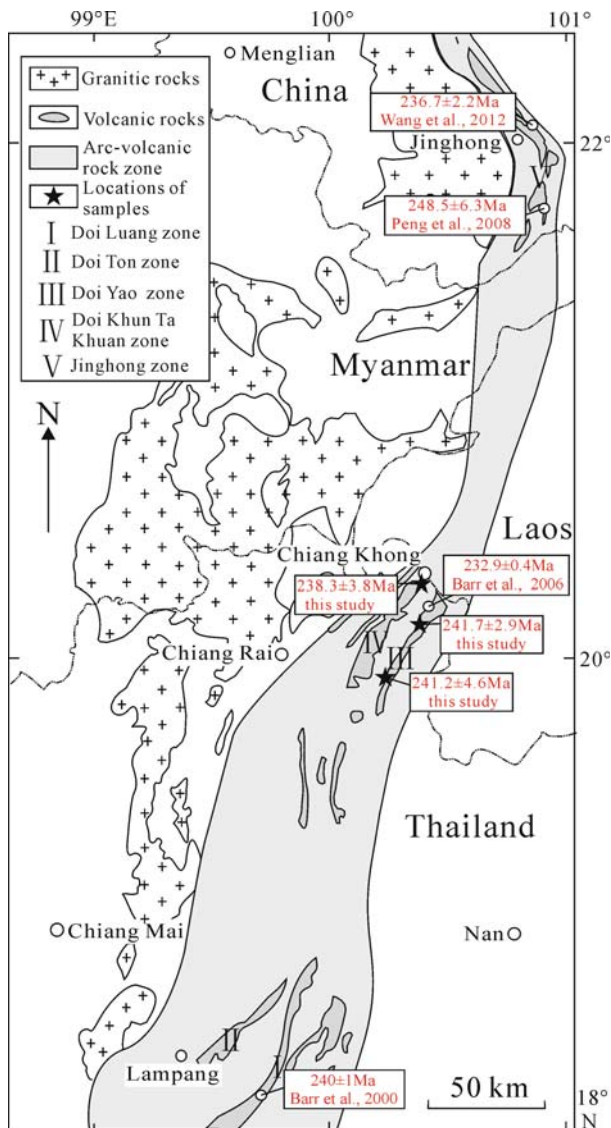 99°E
100°
101°
Menglian
China
Granitic rocks
Volcanic rocks
Arc-volcanic
rock zone
Locations of
samples
I Doi Luang zone
II Doi Ton zone
III Doi Yao zone
IV Doi Khun Ta
Khuan zone
V Jinghong zone
236.7±2.2Ma
Wang et al., 2012
22°
Jinghong
V
248.5±6.3Ma
Peng et al., 2008
Myanmar
N
Laos
Chiang Khong
232.9±0.4Ma
Barr et al., 2006
238.3±3.8Ma
this study
241.7±2.9Ma
this study
Chiang Rai
IV
III
20°
241.2±4.6Ma
this study
Thailand
Chiang Mai
Nan
II
I
Lampang
240±1Ma
Barr et al., 2000
50 km
18°
N